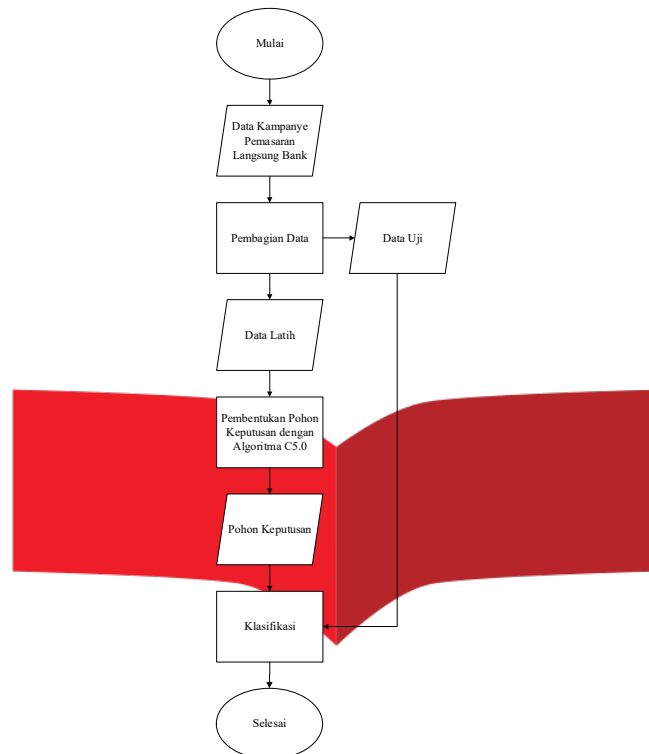 Mulai
Data Kampanye
Pemasaran
Langsung Bank
Pembagian Data
Data Uji
Data Latih
Pembentukan Pohon
Keputusan dengan
Algoritma C5.0
Pohon Keputusan
Klasifikasi
Selesai